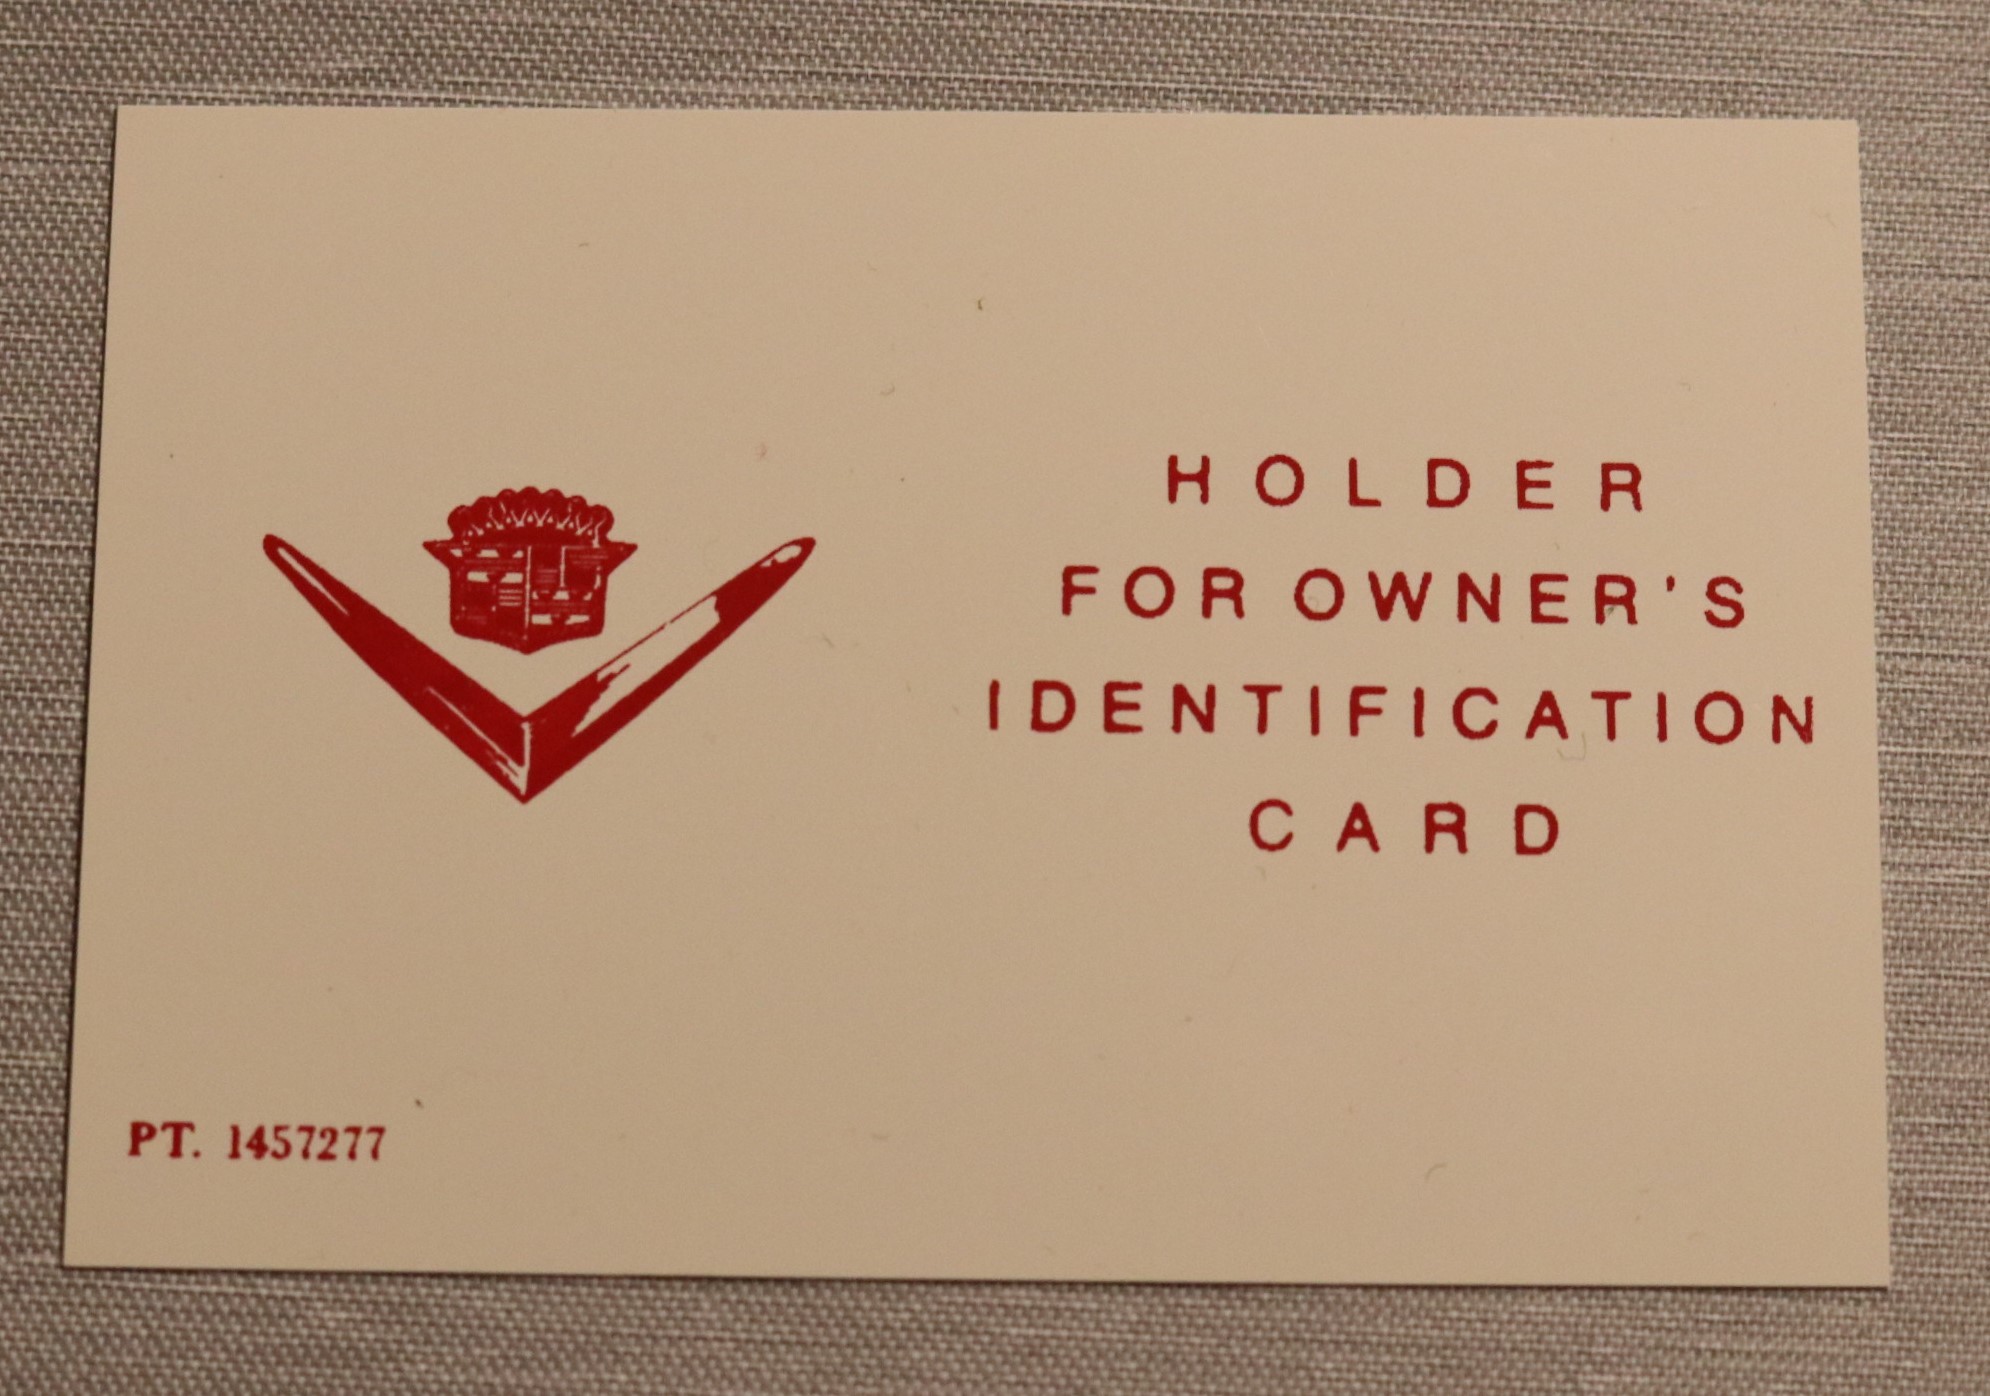 HOLDER
FOR OWNER'S
IDENTIFICATION
CARD
PT. 1457277